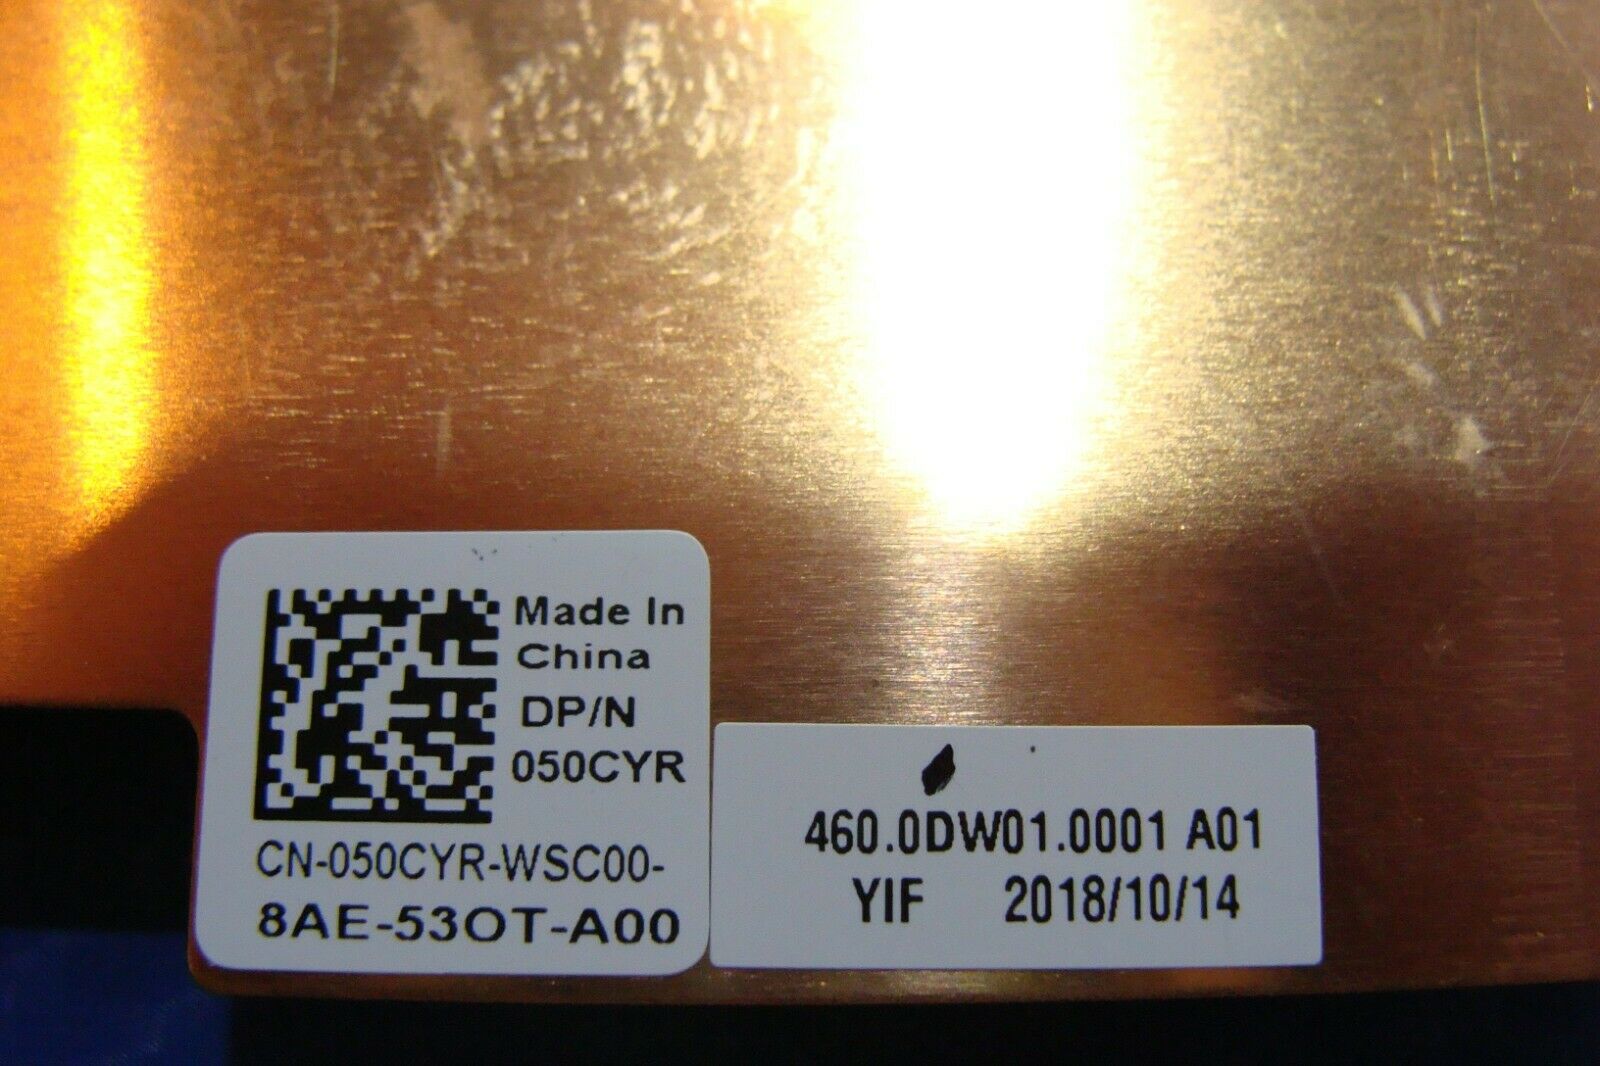 Made In
China
DP/N
050CYR
CN-050CYR-WSC00-
8AE-53OT-A00
460.0DW01.0001 A01
YIF 2018/10/14